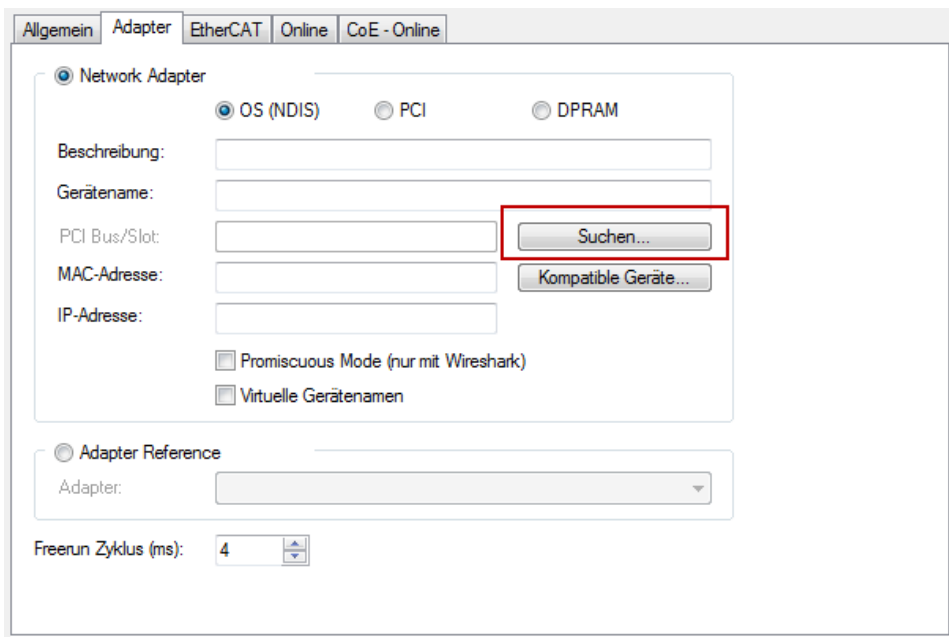 Allgemein Adapter EtherCAT Online CoE - Online
Network Adapter
OS (NDIS) PCI DPRAM
Beschreibung:
Gerätename:
PCI Bus/Slot: Suchen...
MAC-Adresse: Kompatible Geräte...
IP-Adresse:
Promiscuous Mode (nur mit Wireshark)
Virtuelle Gerätenamen
Adapter Reference
Adapter:
Freerun Zyklus (ms): 4